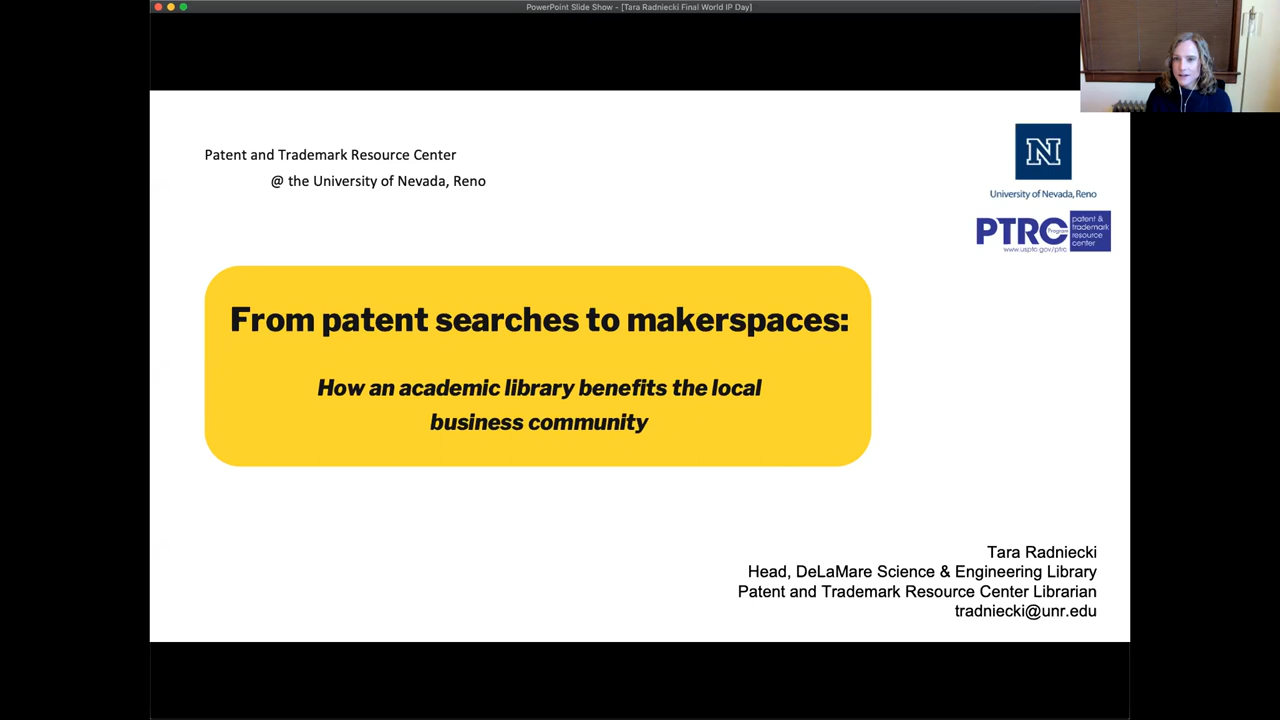 PowerPoint Slide Show - [Tara Radniecki Final World IP Day]
Patent and Trademark Resource Center
@ the University of Nevada, Reno
N
University of Nevada, Reno
PTRC
Program
patent &
trademark
resource
center
www.uspto.gov/ptrc
From patent searches to makerspaces:
How an academic library benefits the local
business community
Tara Radniecki
Head, DeLaMare Science & Engineering Library
Patent and Trademark Resource Center Librarian
tradniecki@unr.edu